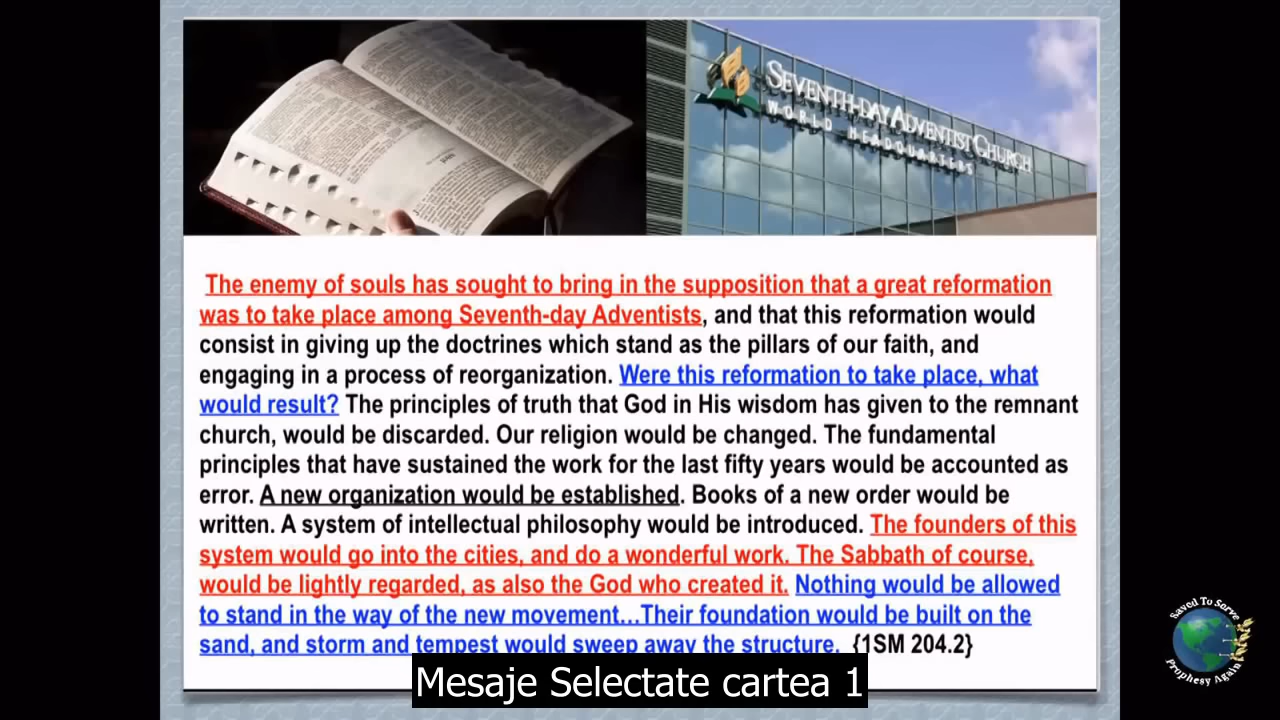 SEVENTH-DAY ADVENTIST CHURCH
WORLD HEADQUARTERS
The enemy of souls has sought to bring in the supposition that a great reformation
was to take place among Seventh-day Adventists, and that this reformation would
consist in giving up the doctrines which stand as the pillars of our faith, and
engaging in a process of reorganization. Were this reformation to take place, what
would result? The principles of truth that God in His wisdom has given to the remnant
church, would be discarded. Our religion would be changed. The fundamental
principles that have sustained the work for the last fifty years would be accounted as
error. A new organization would be established. Books of a new order would be
written. A system of intellectual philosophy would be introduced. The founders of this
system would go into the cities, and do a wonderful work. The Sabbath of course,
would be lightly regarded, as also the God who created it. Nothing would be allowed
to stand in the way of the new movement...Their foundation would be built on the
sand, and storm and tempest would sweep away the structure. {1SM 204.2}
Mesaje Selectate cartea 1
Saved To Serve
Prophesy Again